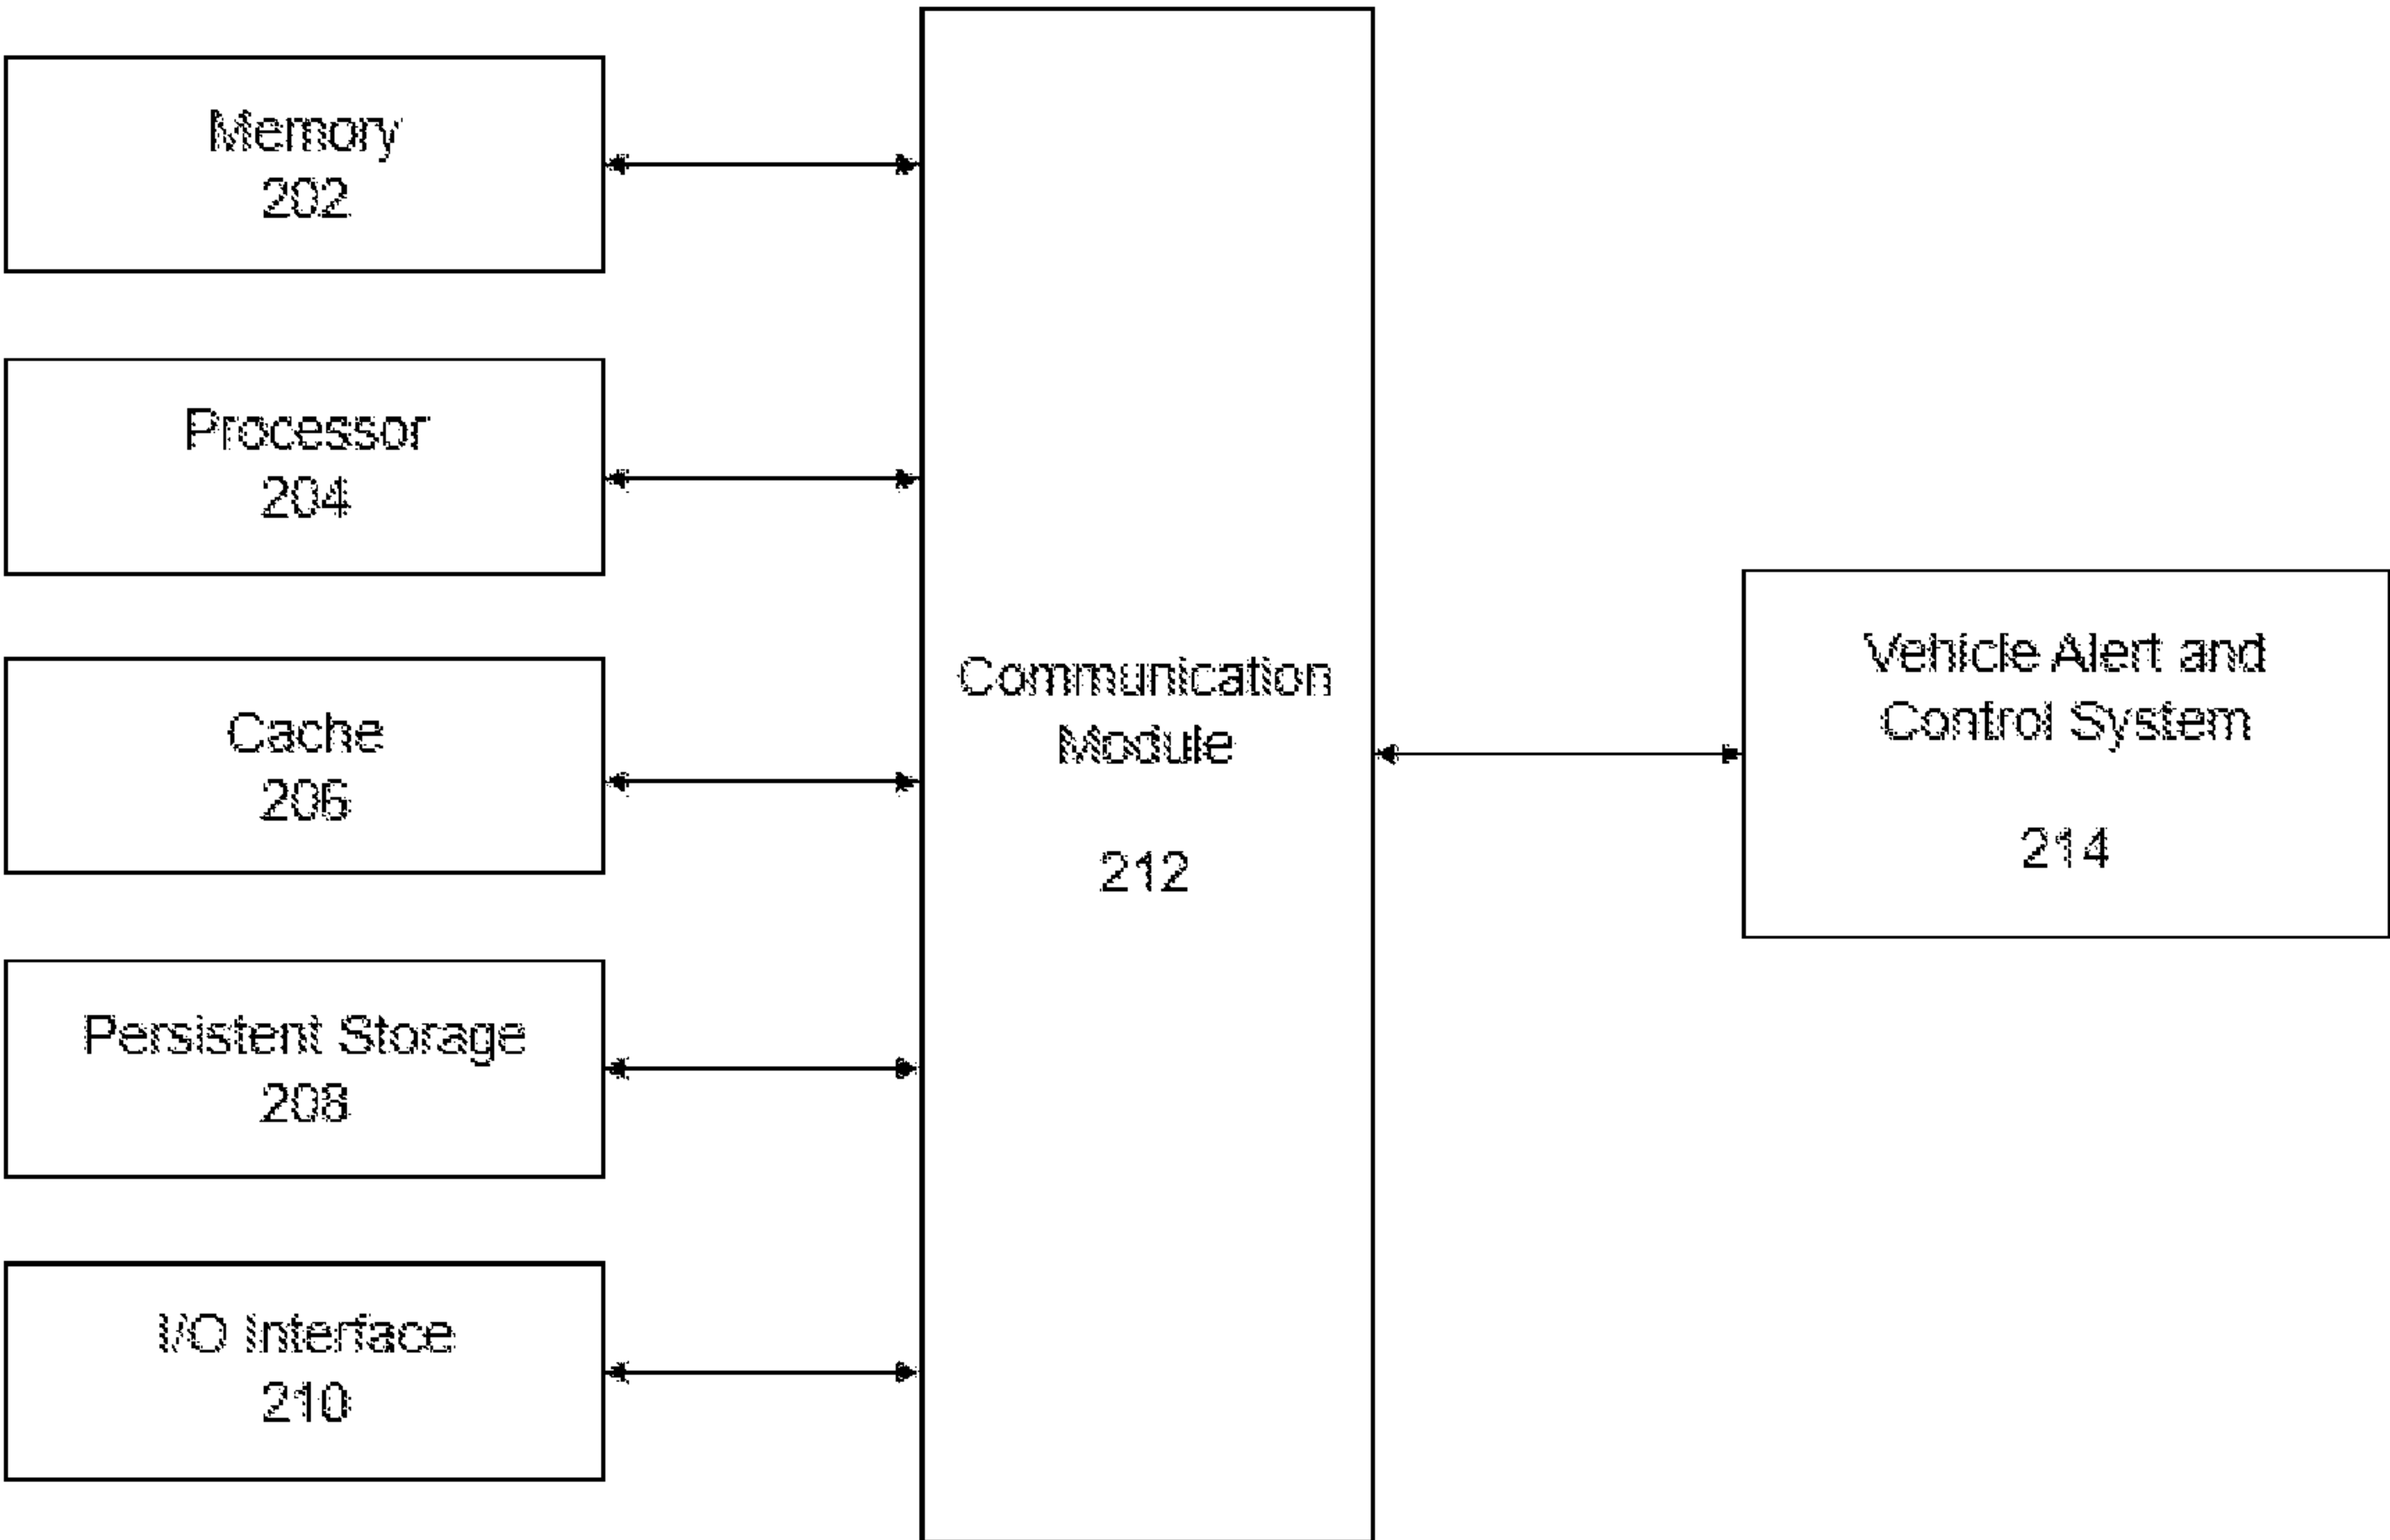 Memory
202
Processor
204
Cache
206
Persistent Storage
208
I/O Interface
210
Communication
Module
212
Vehicle Alert and
Control System
214